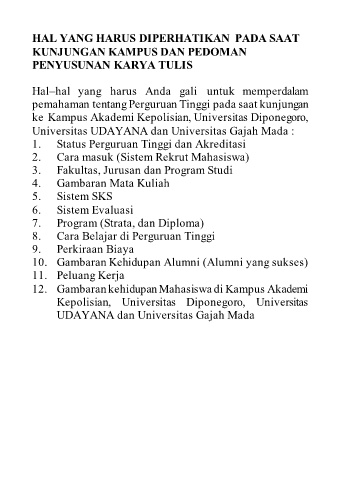 HAL YANG HARUS DIPERHATIKAN PADA SAAT
KUNJUNGAN KAMPUS DAN PEDOMAN
PENYUSUNAN KARYA TULIS
Hal–hal yang harus Anda gali untuk memperdalam
pemahaman tentang Perguruan Tinggi pada saat kunjungan
ke Kampus Akademi Kepolisian, Universitas Diponegoro,
Universitas UDAYANA dan Universitas Gajah Mada :
1. Status Perguruan Tinggi dan Akreditasi
2. Cara masuk (Sistem Rekrut Mahasiswa)
3. Fakultas, Jurusan dan Program Studi
4. Gambaran Mata Kuliah
5. Sistem SKS
6. Sistem Evaluasi
7. Program (Strata, dan Diploma)
8. Cara Belajar di Perguruan Tinggi
9. Perkiraan Biaya
10. Gambaran Kehidupan Alumni (Alumni yang sukses)
11. Peluang Kerja
12. Gambaran kehidupan Mahasiswa di Kampus Akademi
Kepolisian, Universitas Diponegoro, Universitas
UDAYANA dan Universitas Gajah Mada